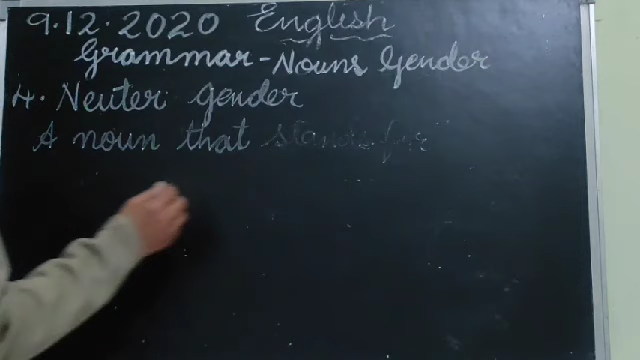 9.12.2020 English
Grammar - Nouns Gender
4. Neuter gender
A noun that stands for